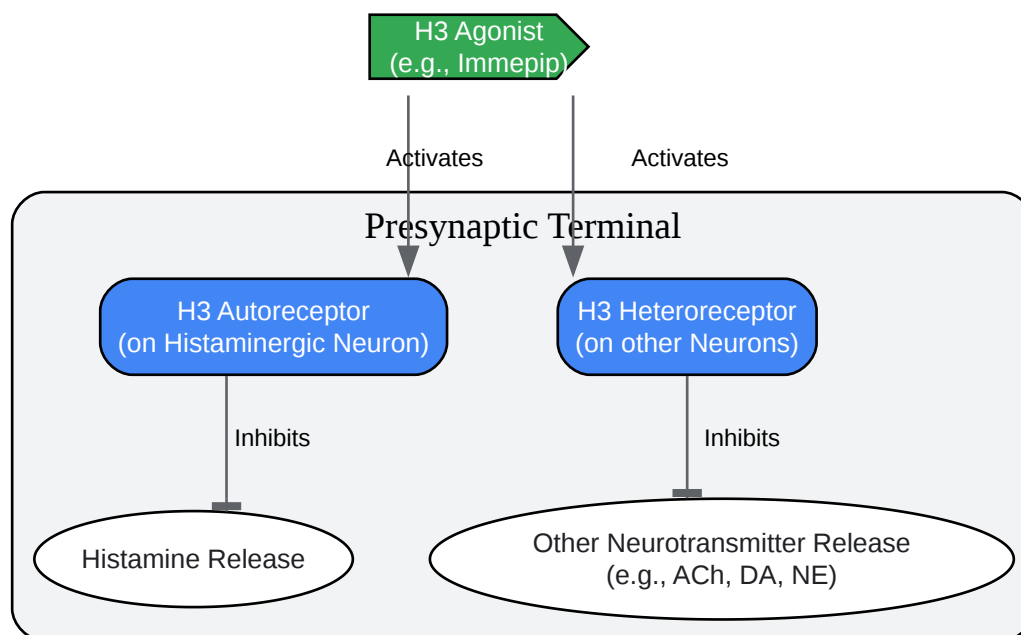 H3 Agonist
(e.g., Immepip)
Activates
Activates
Presynaptic Terminal
H3 Autoreceptor
(on Histaminergic Neuron)
H3 Heteroreceptor
(on other Neurons)
Inhibits
Inhibits
Histamine Release
Other Neurotransmitter Release
(e.g., ACh, DA, NE)